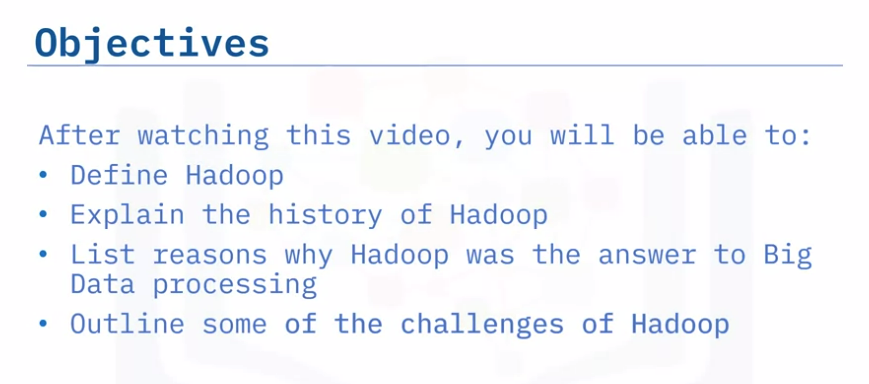 Objectives
After watching this video, you will be able to:
• Define Hadoop
• Explain the history of Hadoop
• List reasons why Hadoop was the answer to Big
Data processing
• Outline some of the challenges of Hadoop